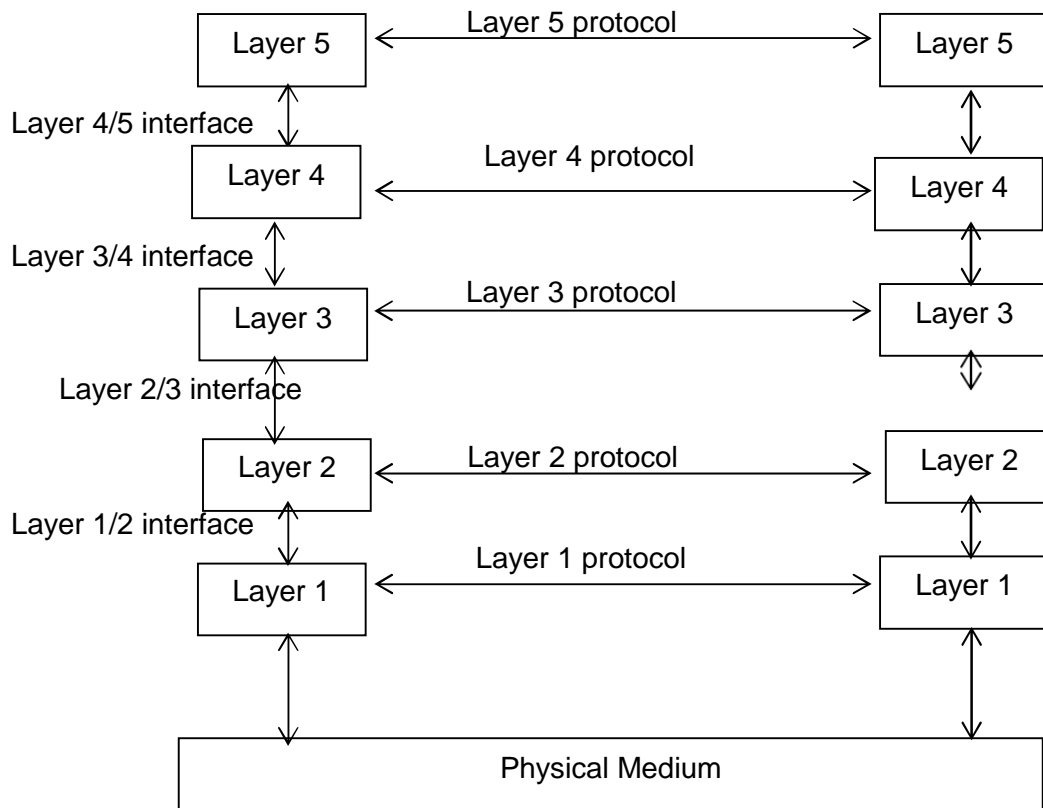 Layer 5 protocol
Layer 5
Layer 5
Layer 4/5 interface
Layer 4 protocol
Layer 4
Layer 4
Layer 3/4 interface
Layer 3 protocol
Layer 3
Layer 3
Layer 2/3 interface
Layer 2 protocol
Layer 2
Layer 2
Layer 1/2 interface
Layer 1 protocol
Layer 1
Layer 1
Physical Medium